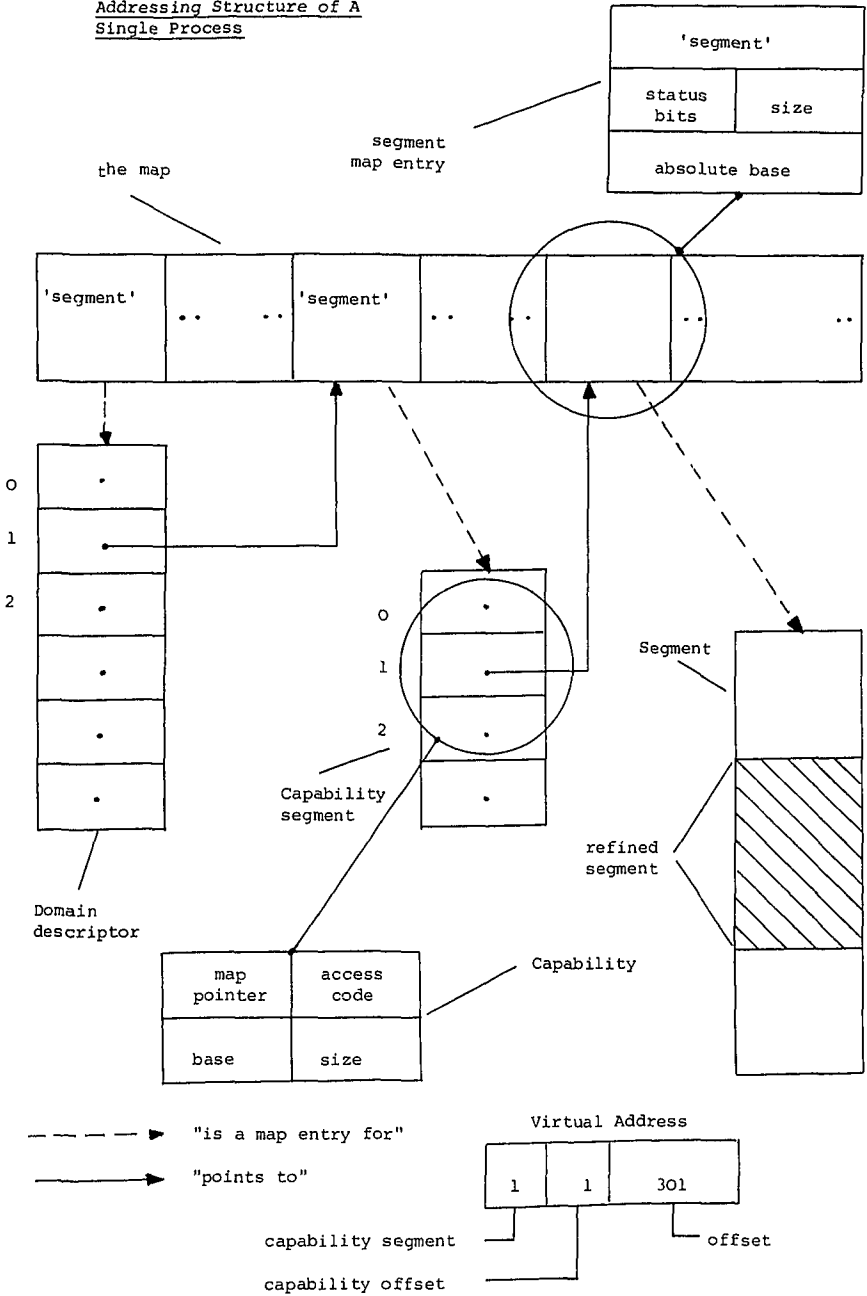 Addressing Structure of A
Single Process
'segment'
status
bits
size
absolute base
segment
map entry
the map
'segment'
.. ..
'segment'
.. ..
.. ..
0
1
2
0
1
2
Segment
Capability
segment
refined
segment
Domain
descriptor
map
pointer
access
code
base
size
Capability
"is a map entry for"
"points to"
Virtual Address
1
1
301
capability segment
offset
capability offset